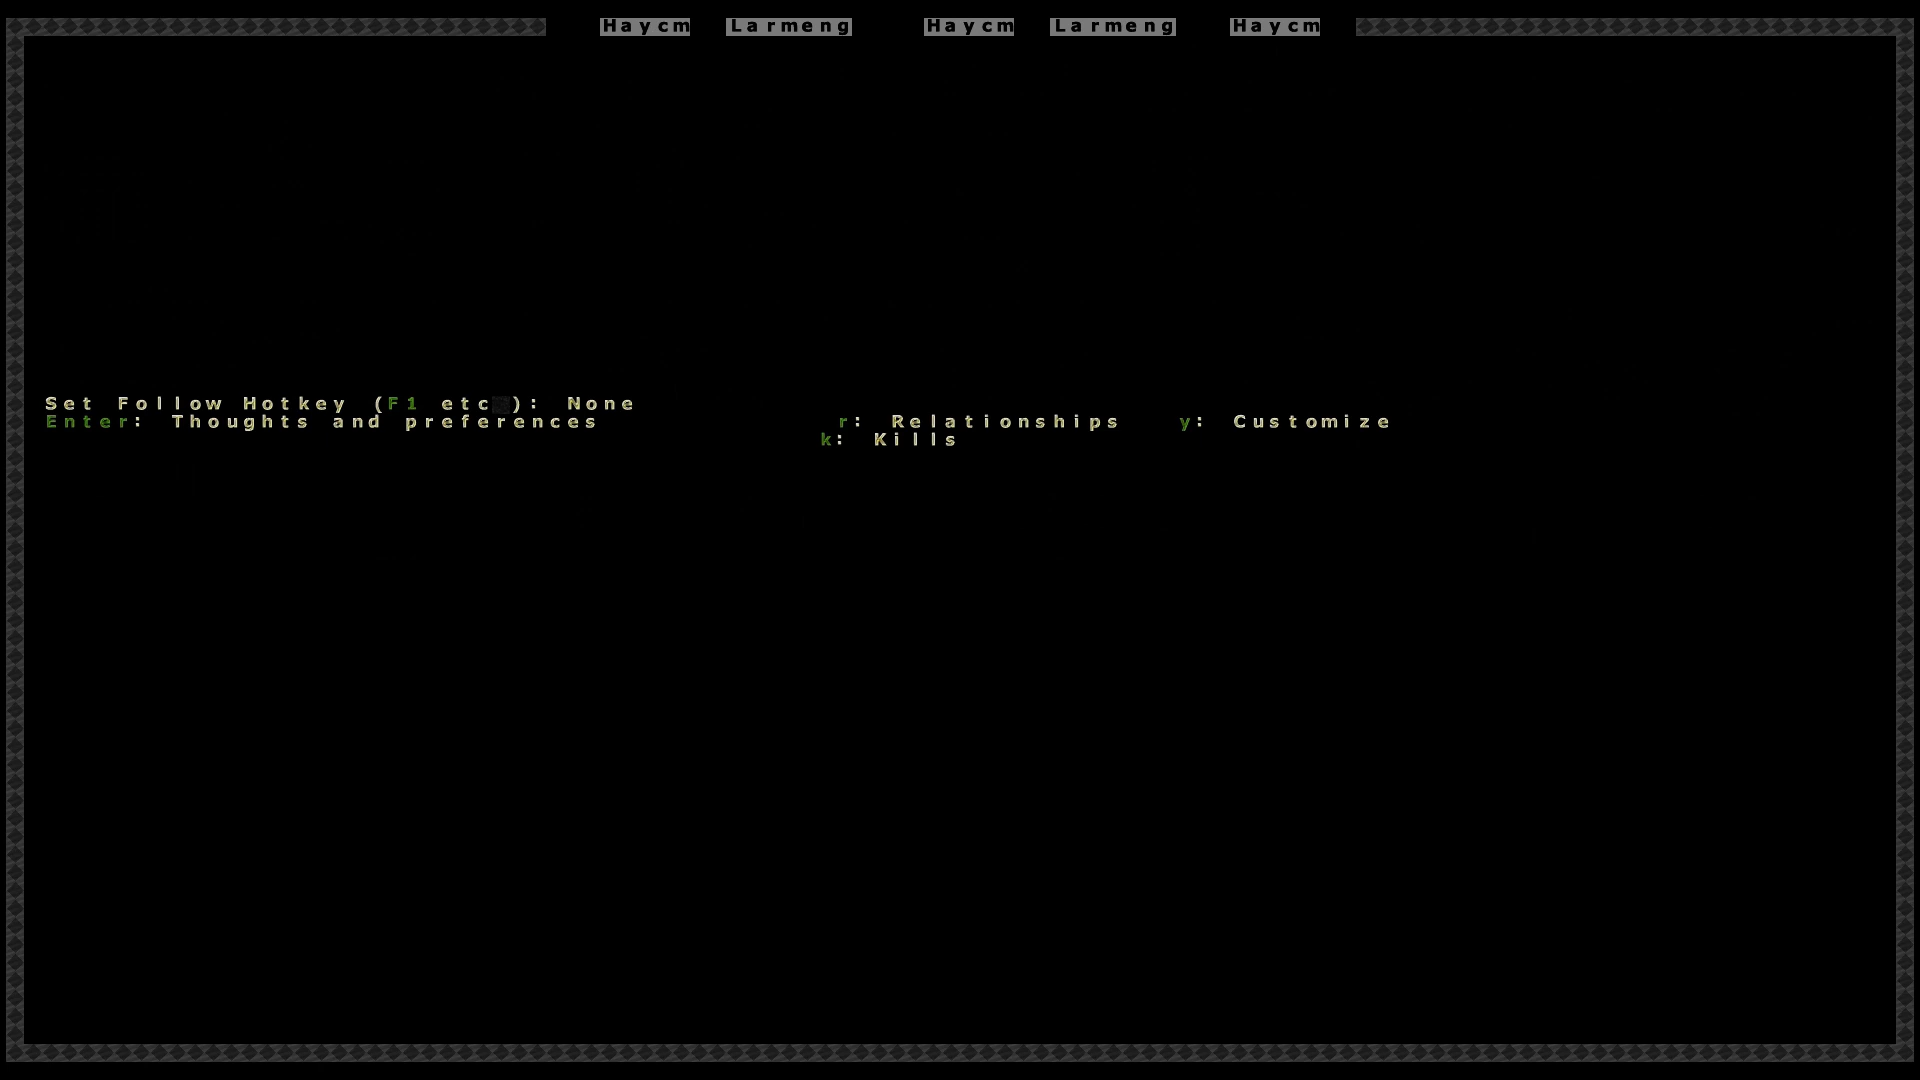 Haycm Larmeng Haycm Larmeng Haycm
Set Follow Hotkey (F1 etc ): None
Enter: Thoughts and preferences r: Relationships y: Customize
k: Kills